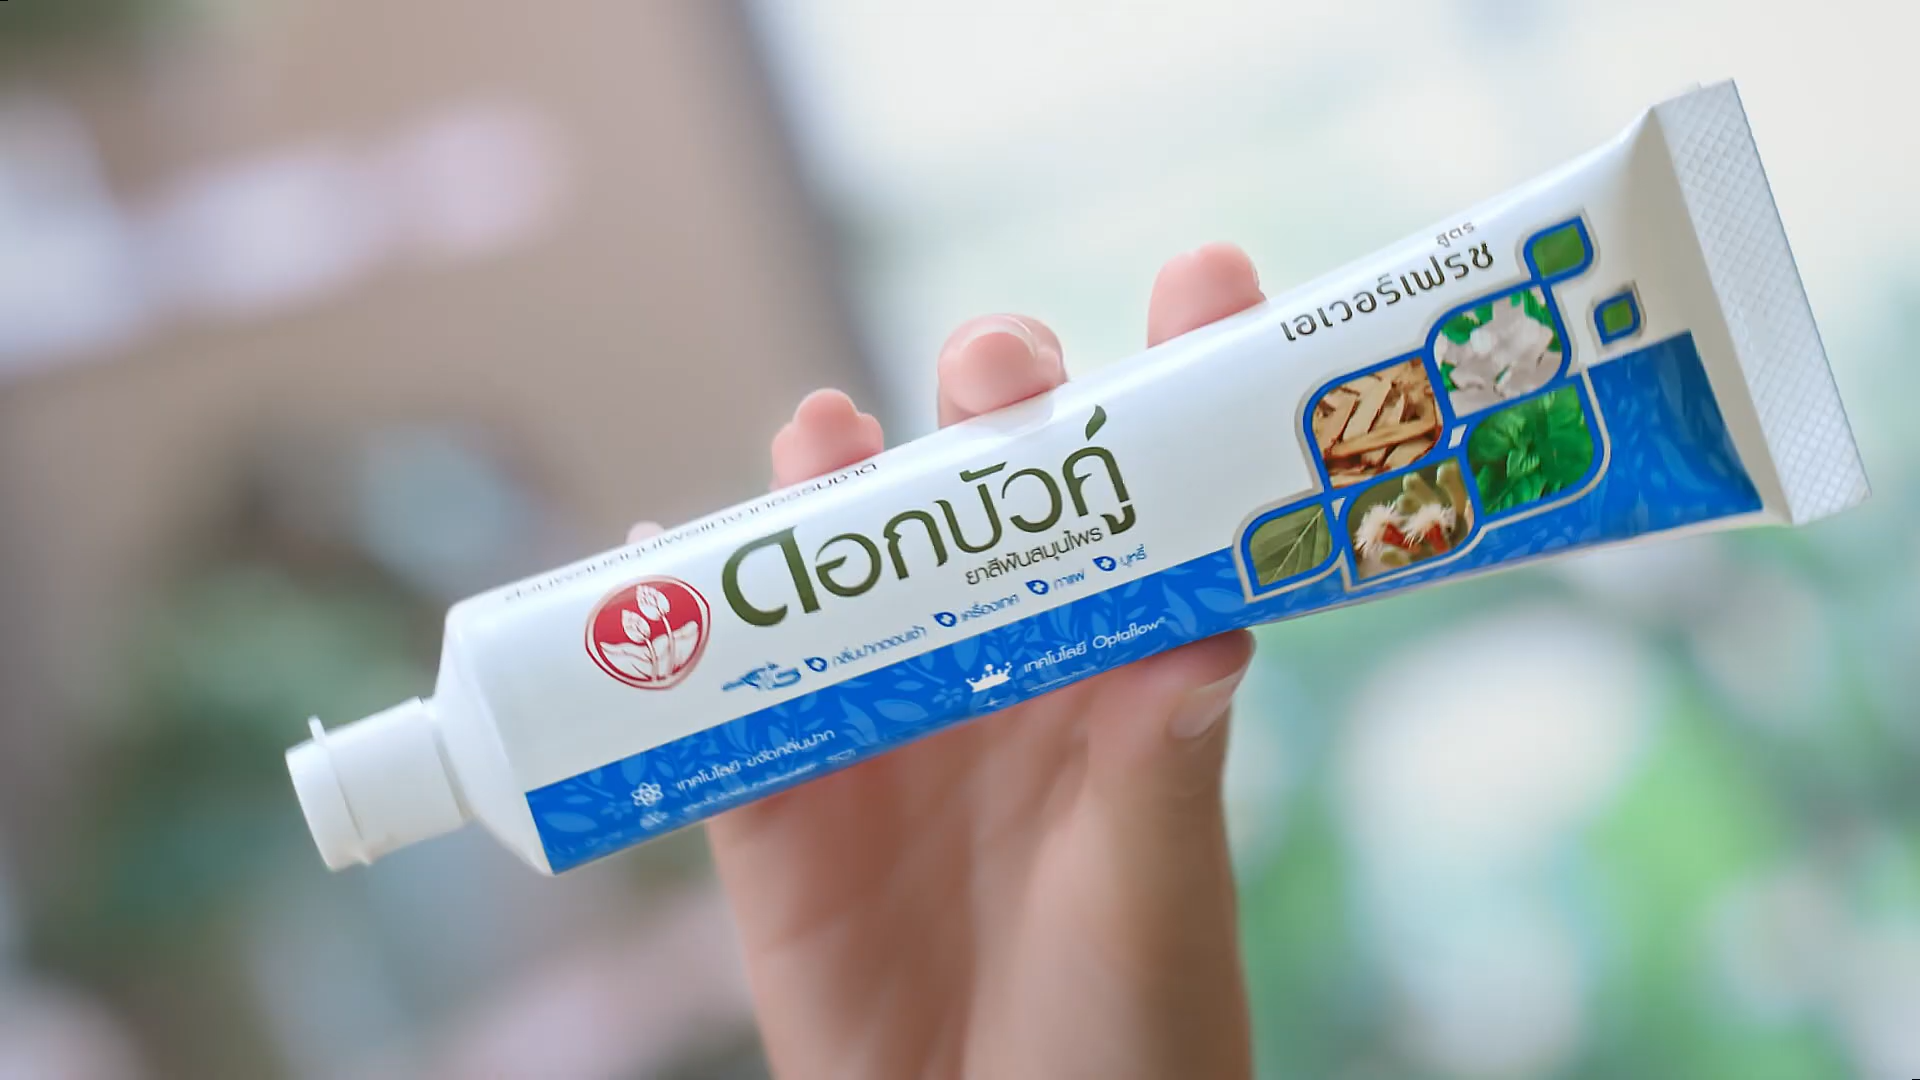 ดอกบัวคู่
ยาสีฟันสมุนไพร
กลิ่นปากตอนเช้า เครื่องเทศ กาแฟ บุหรี่
เทคโนโลยี Optaflow®
เทคโนโลยี ขจัดกลิ่นปาก
สูตร
เอเวอร์เฟรช